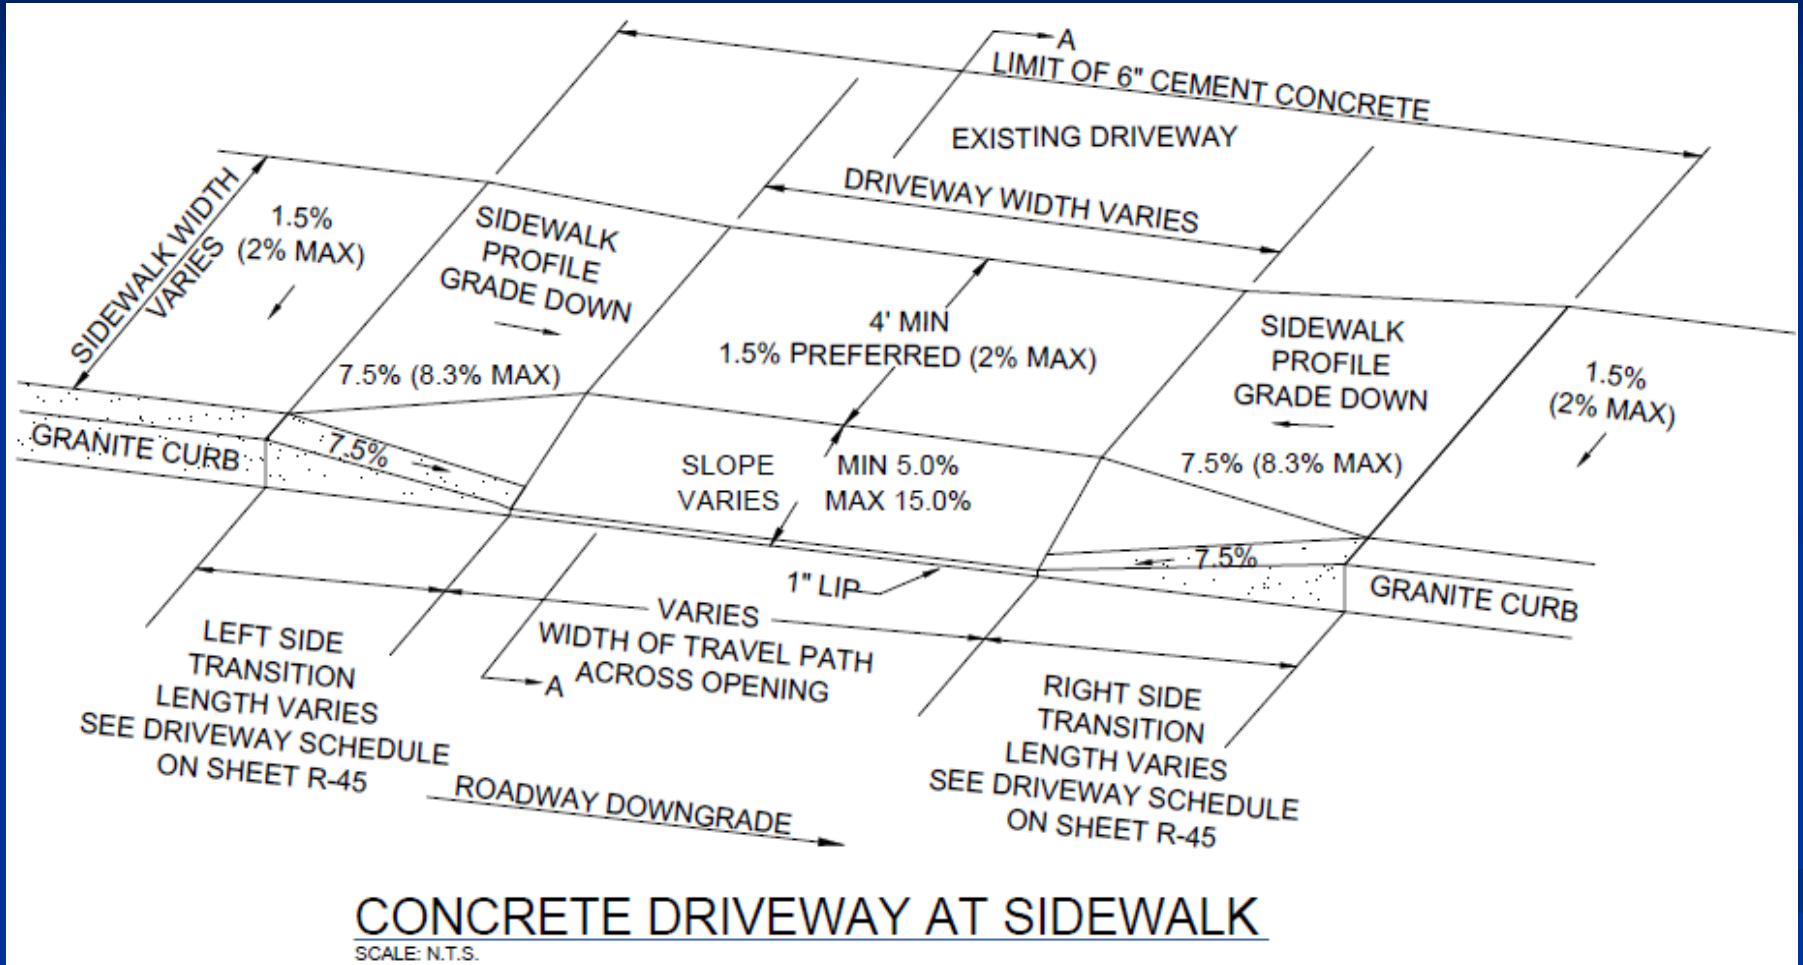 A
LIMIT OF 6" CEMENT CONCRETE
EXISTING DRIVEWAY
DRIVEWAY WIDTH VARIES
SIDEWALK WIDTH
VARIES
1.5%
(2% MAX)
SIDEWALK
PROFILE
GRADE DOWN
7.5% (8.3% MAX)
4' MIN
1.5% PREFERRED (2% MAX)
SIDEWALK
PROFILE
GRADE DOWN
7.5% (8.3% MAX)
1.5%
(2% MAX)
GRANITE CURB
7.5%
SLOPE
VARIES
MIN 5.0%
MAX 15.0%
1" LIP
7.5%
GRANITE CURB
LEFT SIDE
TRANSITION
LENGTH VARIES
SEE DRIVEWAY SCHEDULE
ON SHEET R-45
VARIES
WIDTH OF TRAVEL PATH
ACROSS OPENING
A
RIGHT SIDE
TRANSITION
LENGTH VARIES
SEE DRIVEWAY SCHEDULE
ON SHEET R-45
ROADWAY DOWNGRADE
CONCRETE DRIVEWAY AT SIDEWALK
SCALE: N.T.S.